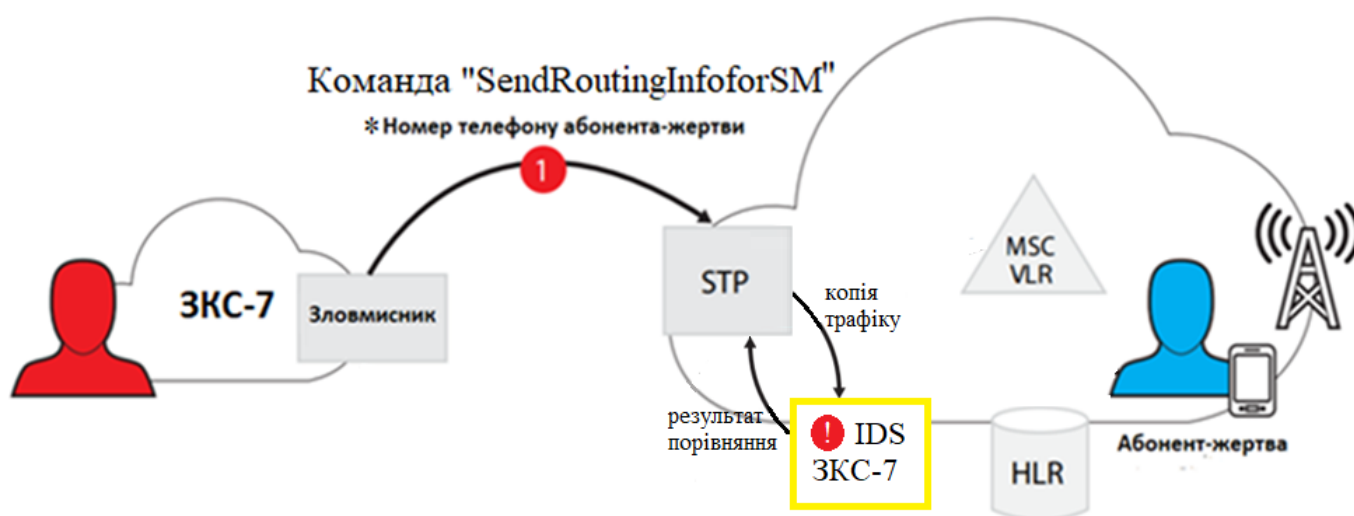 Команда "SendRoutingInfoforSM"
*Номер телефону абонента-жертви
1
ЗКС-7
Зловмисник
STP
копія
трафіку
MSC
VLR
результат
порівняння
! IDS
ЗКС-7
HLR
Абонент-жертва